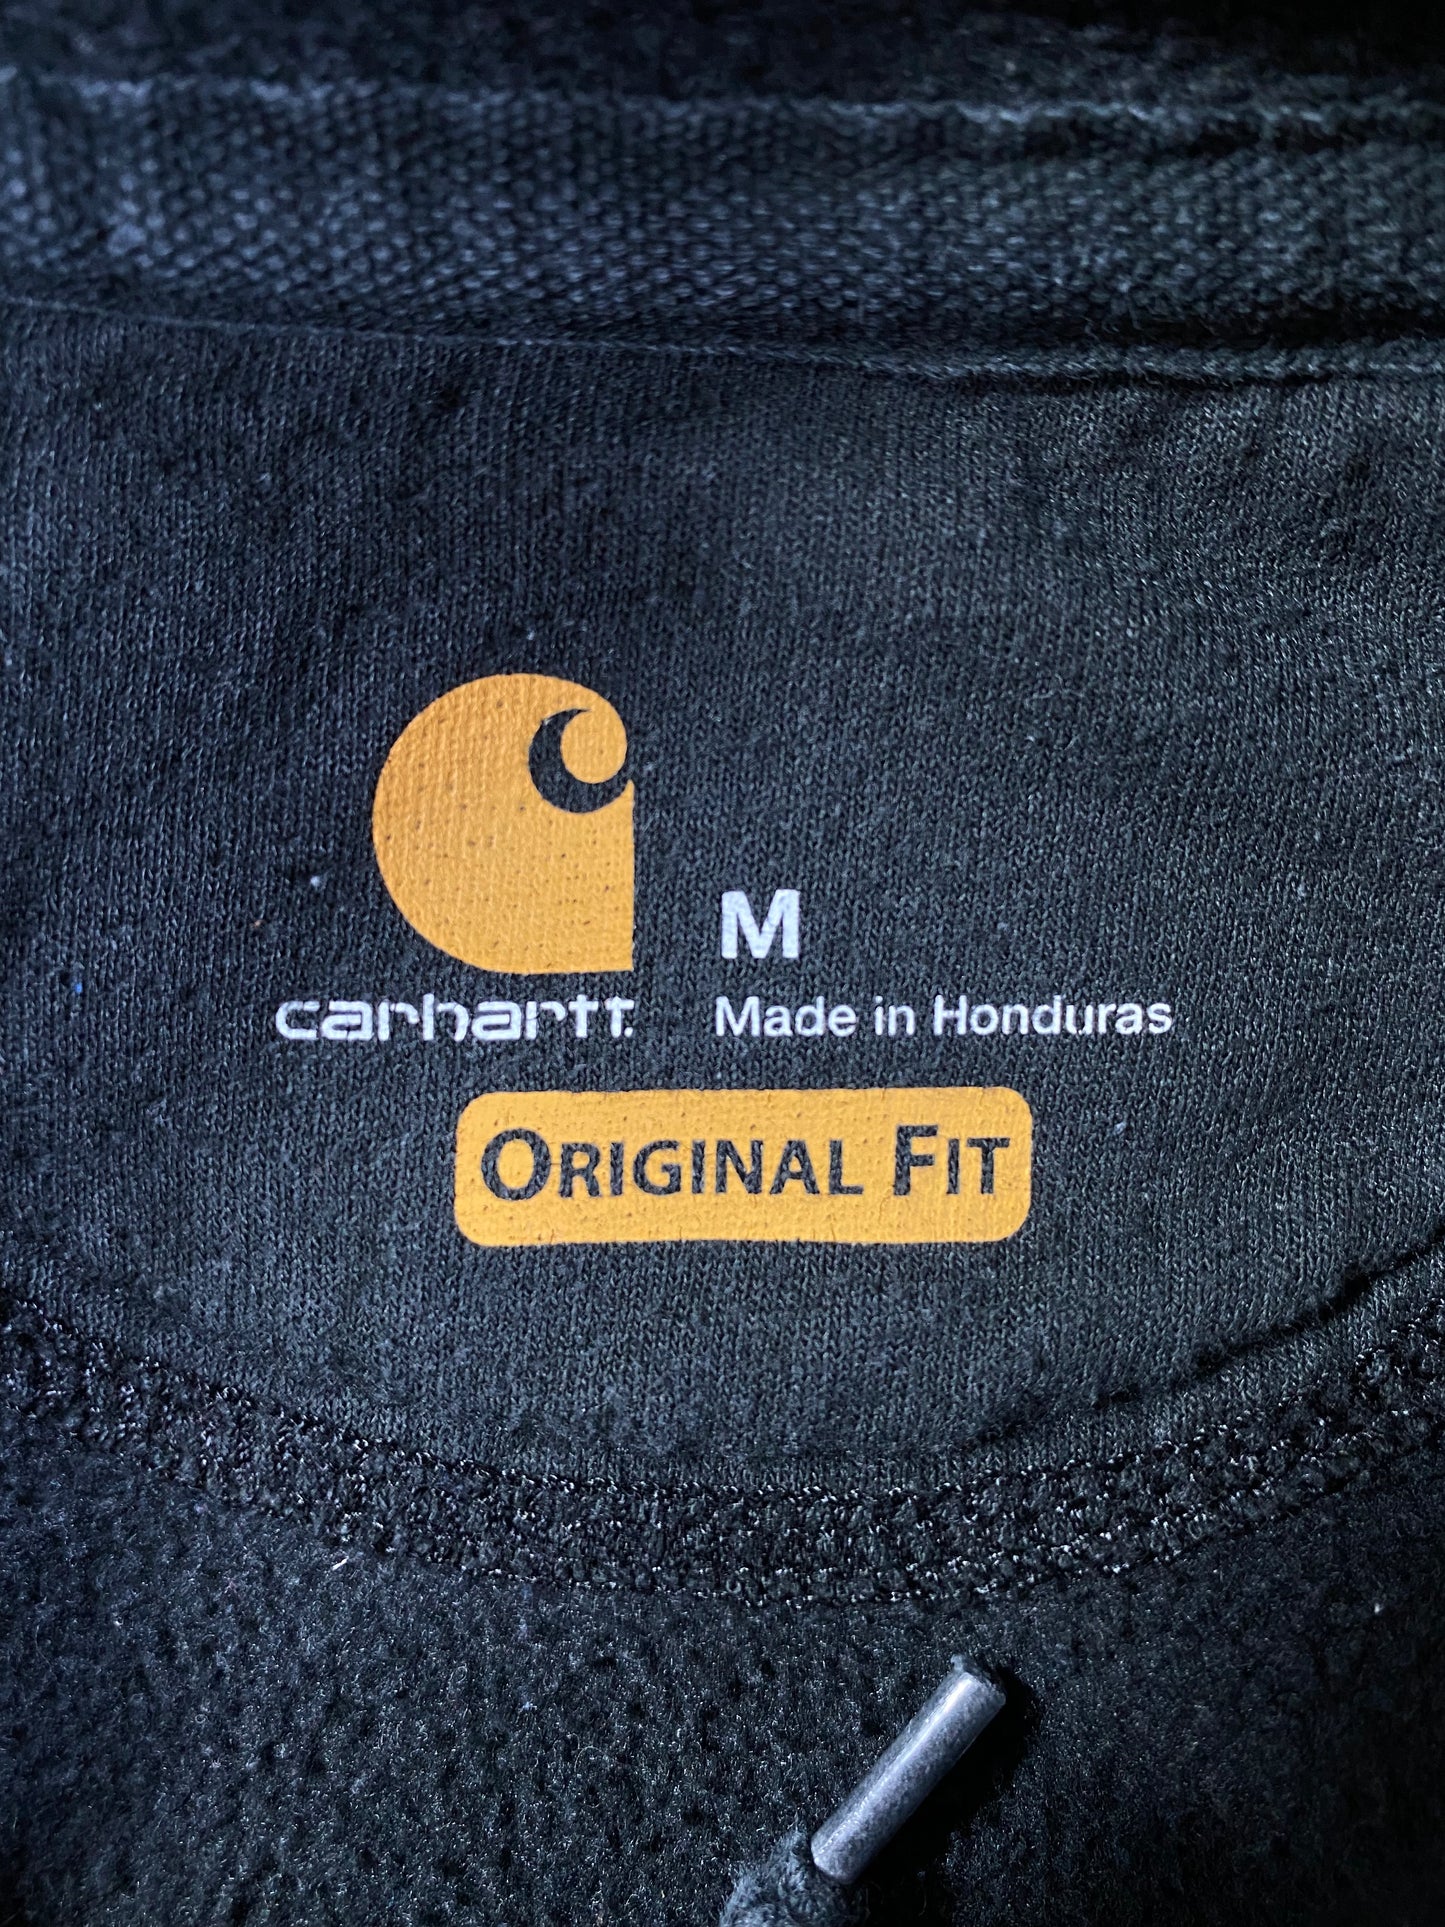 M
carhartt.
Made in Honduras
ORIGINAL FIT